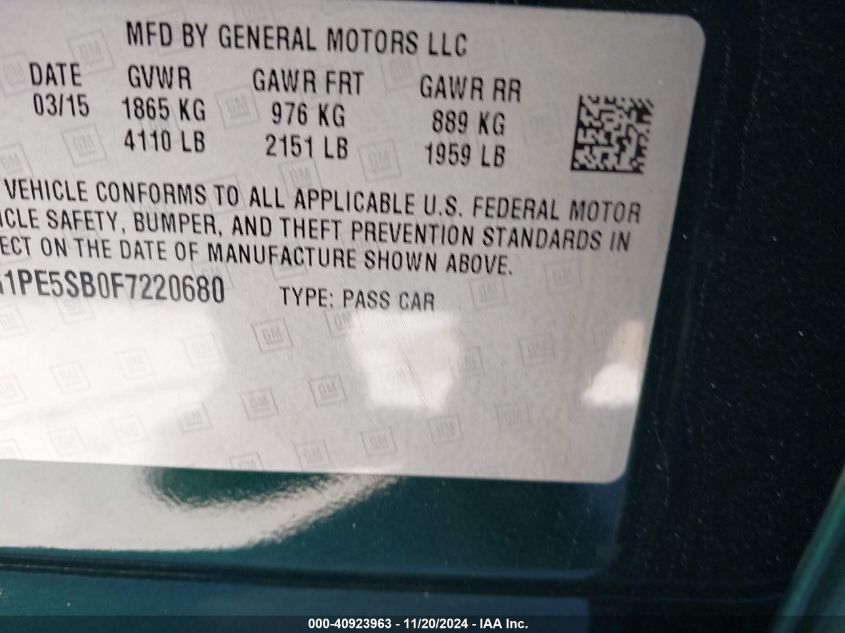 MFD BY GENERAL MOTORS LLC
DATE GVWR GAWR FRT GAWR RR
03/15 1865 KG 976 KG 889 KG
4110 LB 2151 LB 1959 LB
VEHICLE CONFORMS TO ALL APPLICABLE U.S. FEDERAL MOTOR
ICLE SAFETY, BUMPER, AND THEFT PREVENTION STANDARDS IN
ECT ON THE DATE OF MANUFACTURE SHOWN ABOVE.
1PE5SB0F7220680 TYPE: PASS CAR
000-40923963 - 11/20/2024 - IAA Inc.